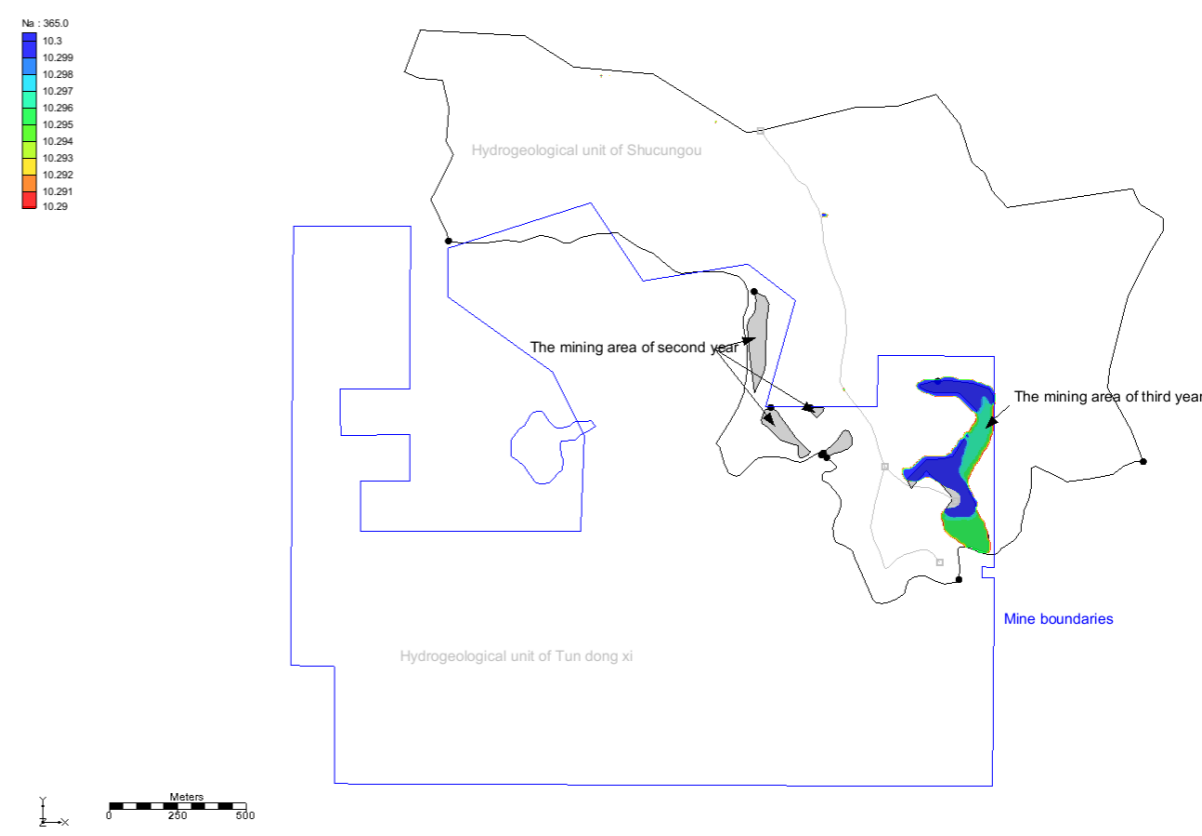 Na : 365.0
10.3
10.299
10.298
10.297
10.296
10.295
10.294
10.293
10.292
10.291
10.29
Hydrogeological unit of Shucungou
The mining area of second year
The mining area of third year
Mine boundaries
Hydrogeological unit of Tun dong xi
Y
Z
X
Meters
0
250
500